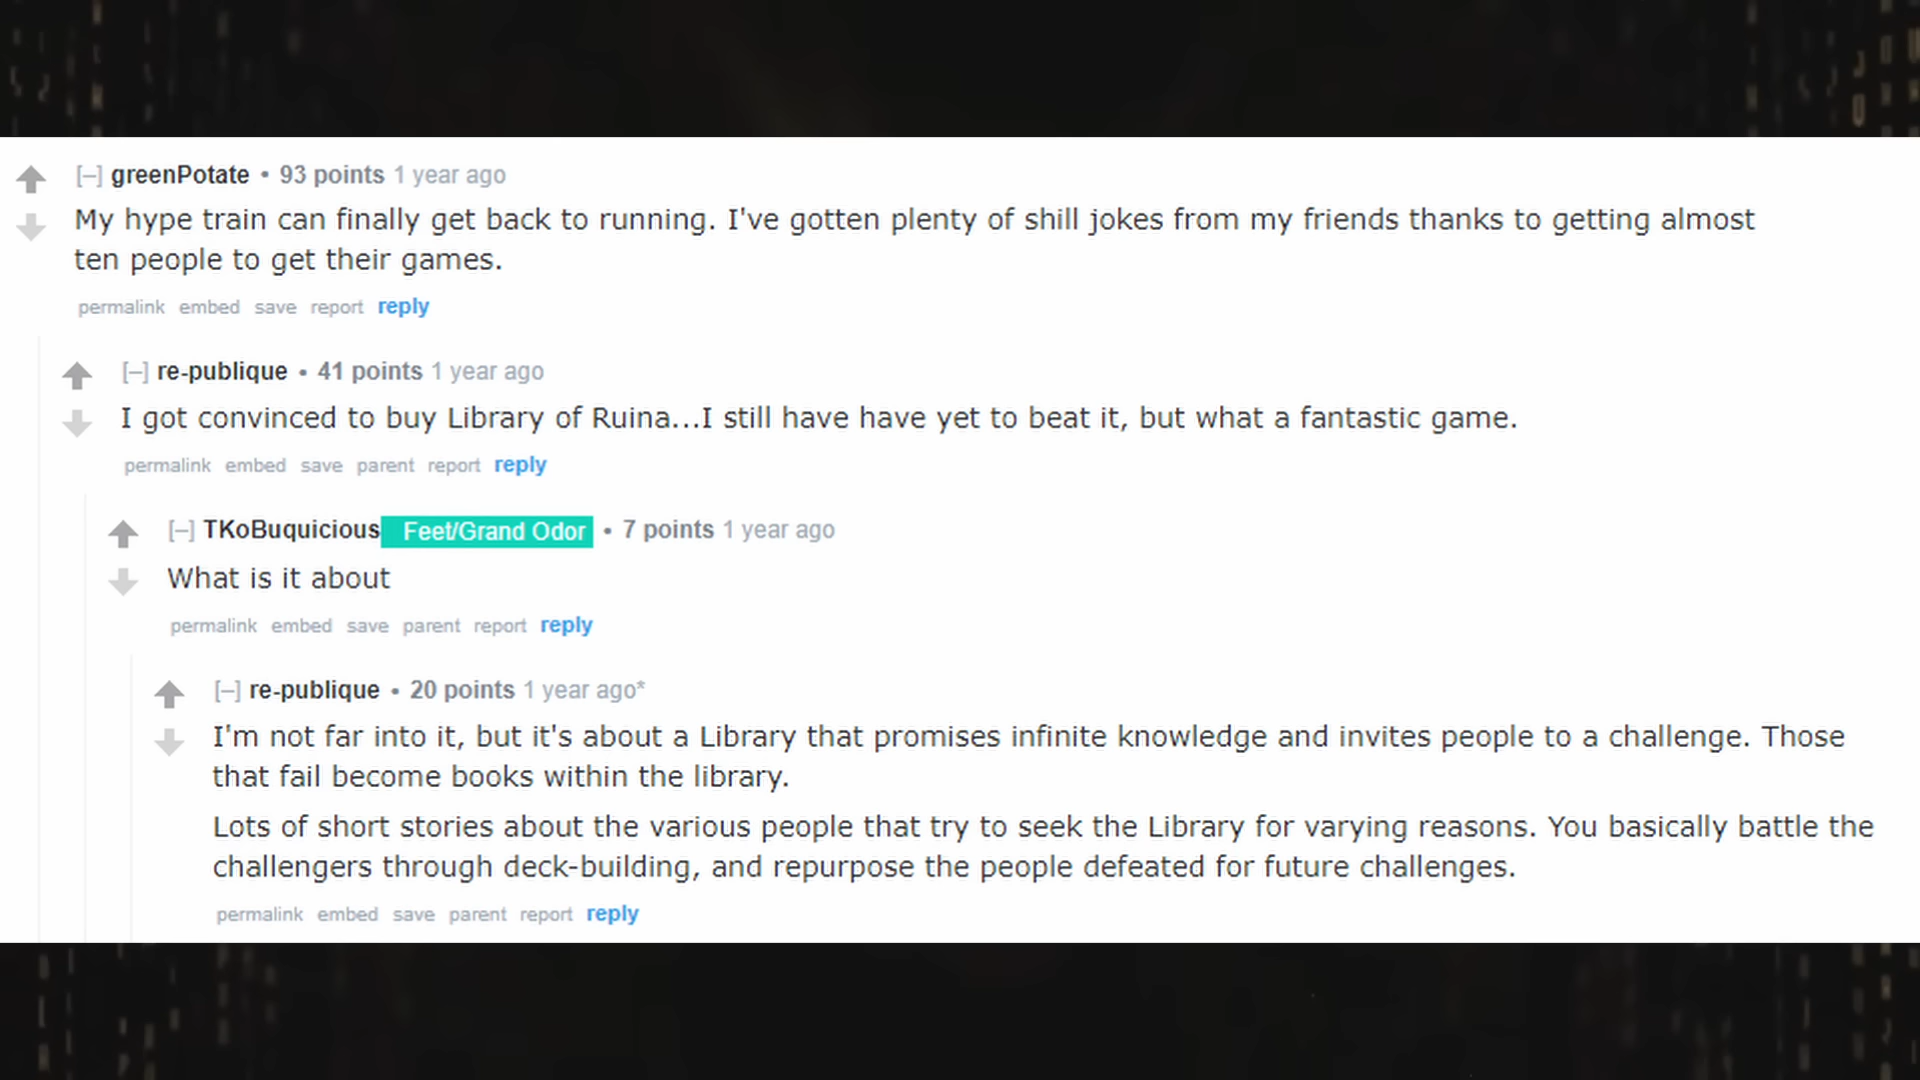 [–] greenPotate • 93 points 1 year ago
My hype train can finally get back to running. I've gotten plenty of shill jokes from my friends thanks to getting almost
ten people to get their games.
permalink embed save report reply
[–] re-publique • 41 points 1 year ago
I got convinced to buy Library of Ruina...I still have have yet to beat it, but what a fantastic game.
permalink embed save parent report reply
[–] TKoBuquicious Feet/Grand Odor • 7 points 1 year ago
What is it about
permalink embed save parent report reply
[–] re-publique • 20 points 1 year ago*
I'm not far into it, but it's about a Library that promises infinite knowledge and invites people to a challenge. Those
that fail become books within the library.
Lots of short stories about the various people that try to seek the Library for varying reasons. You basically battle the
challengers through deck-building, and repurpose the people defeated for future challenges.
permalink embed save parent report reply